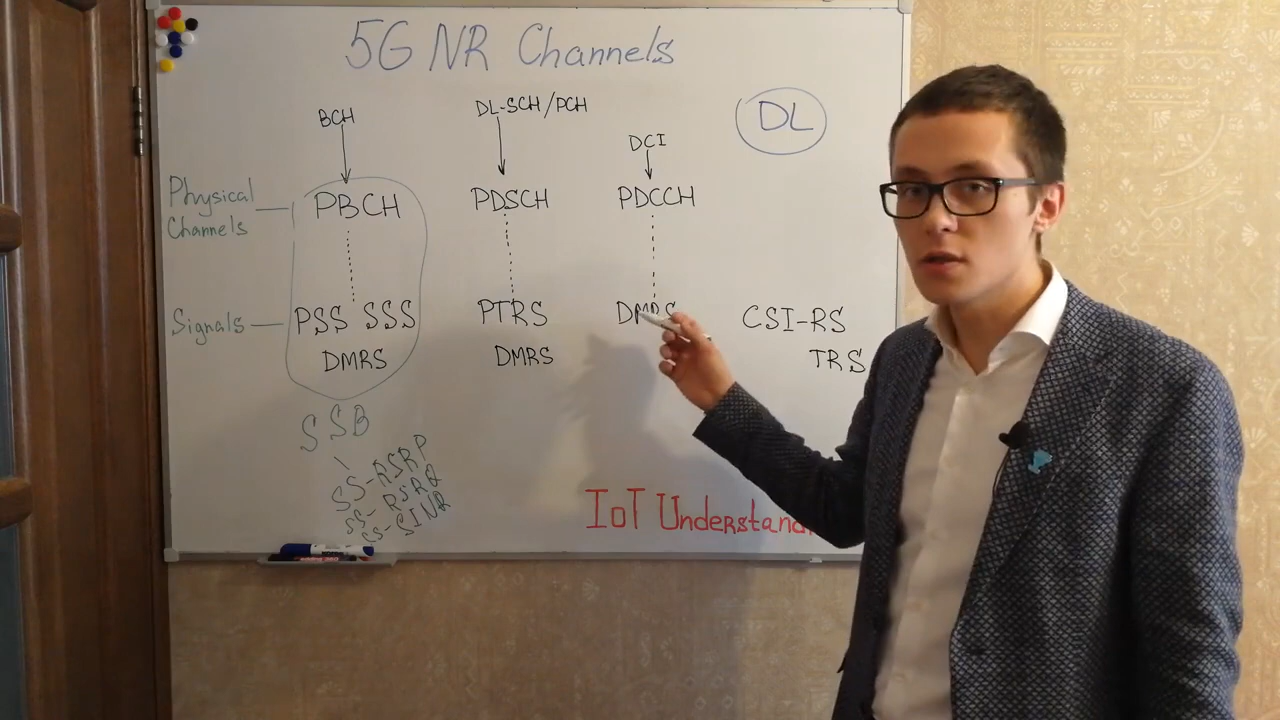 5G NR Channels
DL
BCH
DL-SCH/PCH
DCI
Physical
Channels
PBCH
PDSCH
PDCCH
Signals
PSS SSS
DMRS
PTRS
DMRS
DMRS
CSI-RS
TRS
SSB
SS-RSRP
SS-RSRQ
SS-SINR
IoT Understand